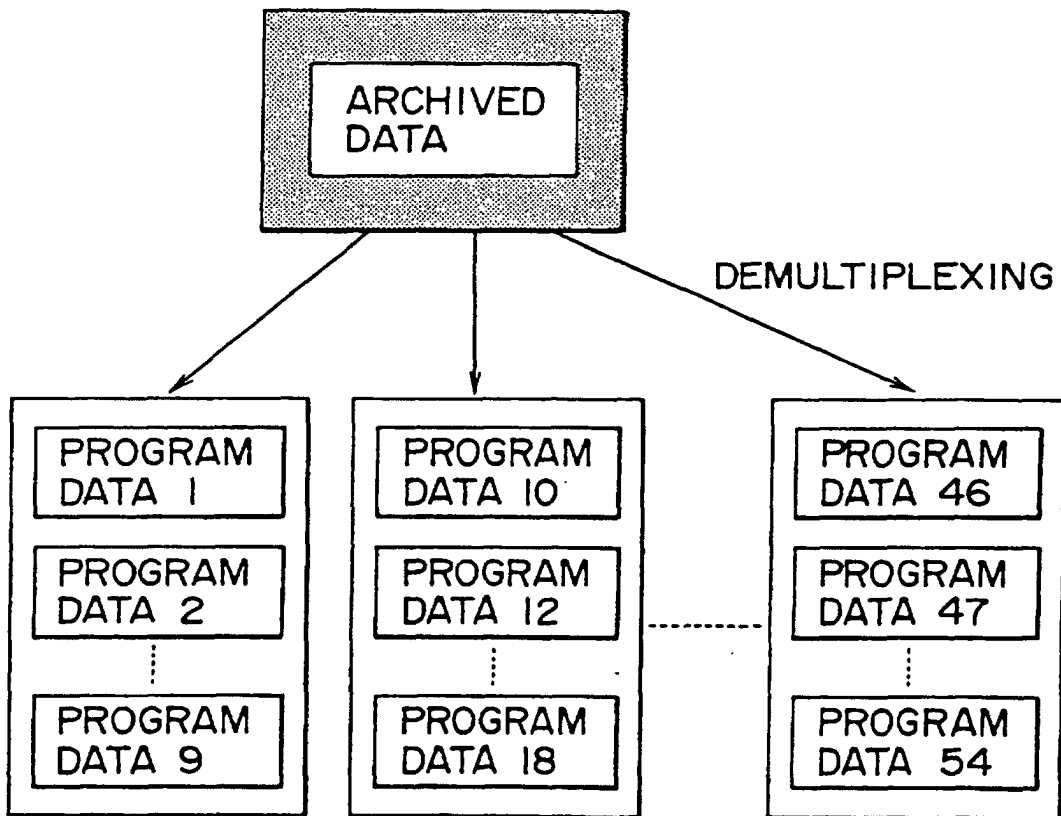 ARCHIVED
DATA
DEMULTIPLEXING
PROGRAM
DATA 1
PROGRAM
DATA 2
PROGRAM
DATA 9
PROGRAM
DATA 10
PROGRAM
DATA 12
PROGRAM
DATA 18
PROGRAM
DATA 46
PROGRAM
DATA 47
PROGRAM
DATA 54